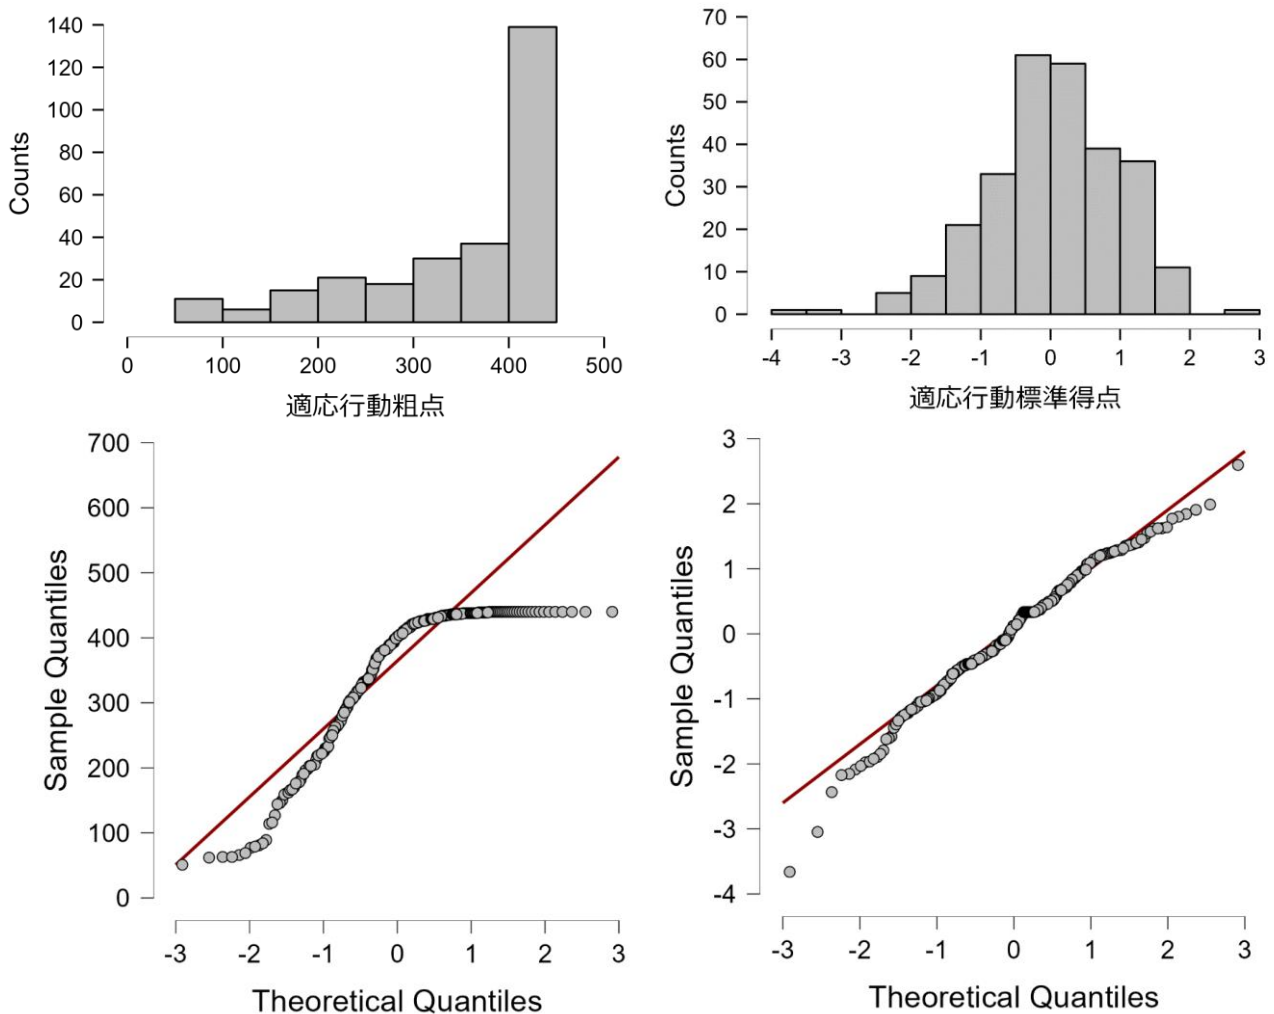 140
120
100
80
60
40
20
0
Counts
0 100 200 300 400 500
適応行動粗点
70
60
50
40
30
20
10
0
Counts
-4 -3 -2 -1 0 1 2 3
適応行動標準得点
700
600
500
400
300
200
100
0
Sample Quantiles
-3 -2 -1 0 1 2 3
Theoretical Quantiles
3
2
1
0
-1
-2
-3
-4
Sample Quantiles
-3 -2 -1 0 1 2 3
Theoretical Quantiles